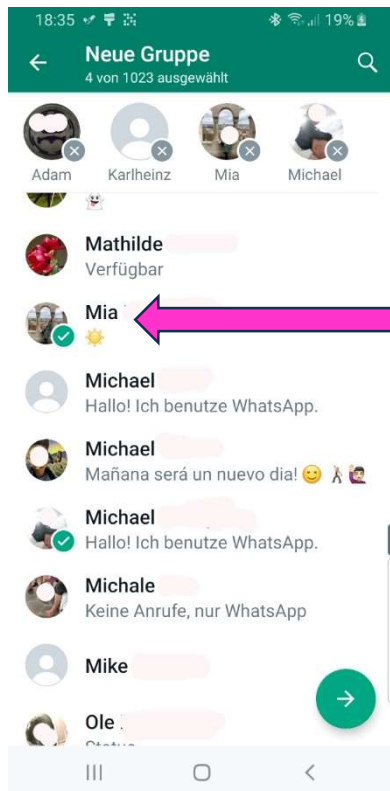 18:35 19%
Neue Gruppe
4 von 1023 ausgewählt
Adam Karlheinz Mia Michael
👻
Mathilde
Verfügbar
Mia
☀️
Michael
Hallo! Ich benutze WhatsApp.
Michael
Mañana será un nuevo dia! 🙂 🚶🏻 🙋🏻‍♂️
Michael
Hallo! Ich benutze WhatsApp.
Michale
Keine Anrufe, nur WhatsApp
Mike
Ole